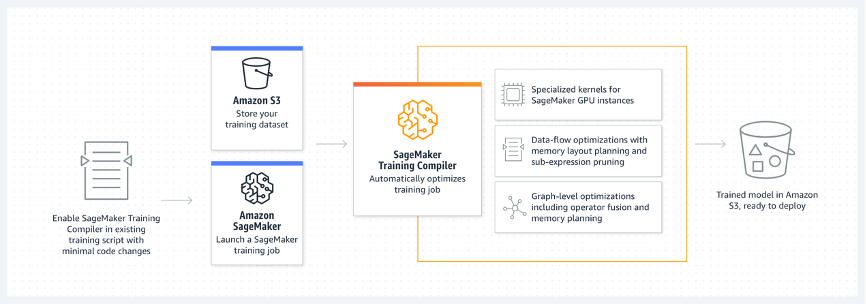 Enable SageMaker Training
Compiler in existing
training script with
minimal code changes
Amazon S3
Store your
training dataset
Amazon
SageMaker
Launch a SageMaker
training job
SageMaker
Training Compiler
Automatically optimizes
training job
Specialized kernels for
SageMaker GPU instances
Data-flow optimizations with
memory layout planning and
sub-expression pruning
Graph-level optimizations
including operator fusion and
memory planning
Trained model in Amazon
S3, ready to deploy